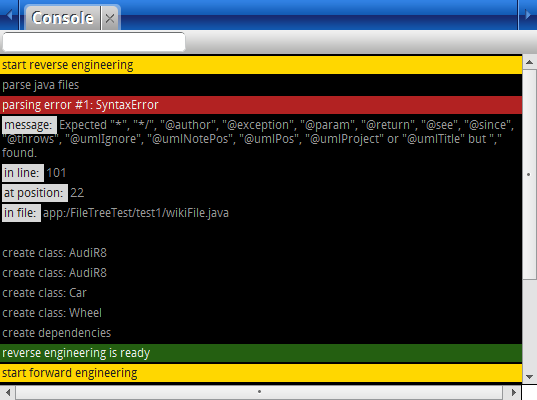 Console
start reverse engineering
parse java files
parsing error #1: SyntaxError
message: Expected "*", "*/", "@author", "@exception", "@param", "@return", "@see", "@since",
"@throws", "@umlIgnore", "@umlNotePos", "@umlPos", "@umlProject" or "@umlTitle" but ","
found.
in line: 101
at position: 22
in file: app:/FileTreeTest/test1/wikiFile.java
create class: AudiR8
create class: AudiR8
create class: Car
create class: Wheel
create dependencies
reverse engineering is ready
start forward engineering